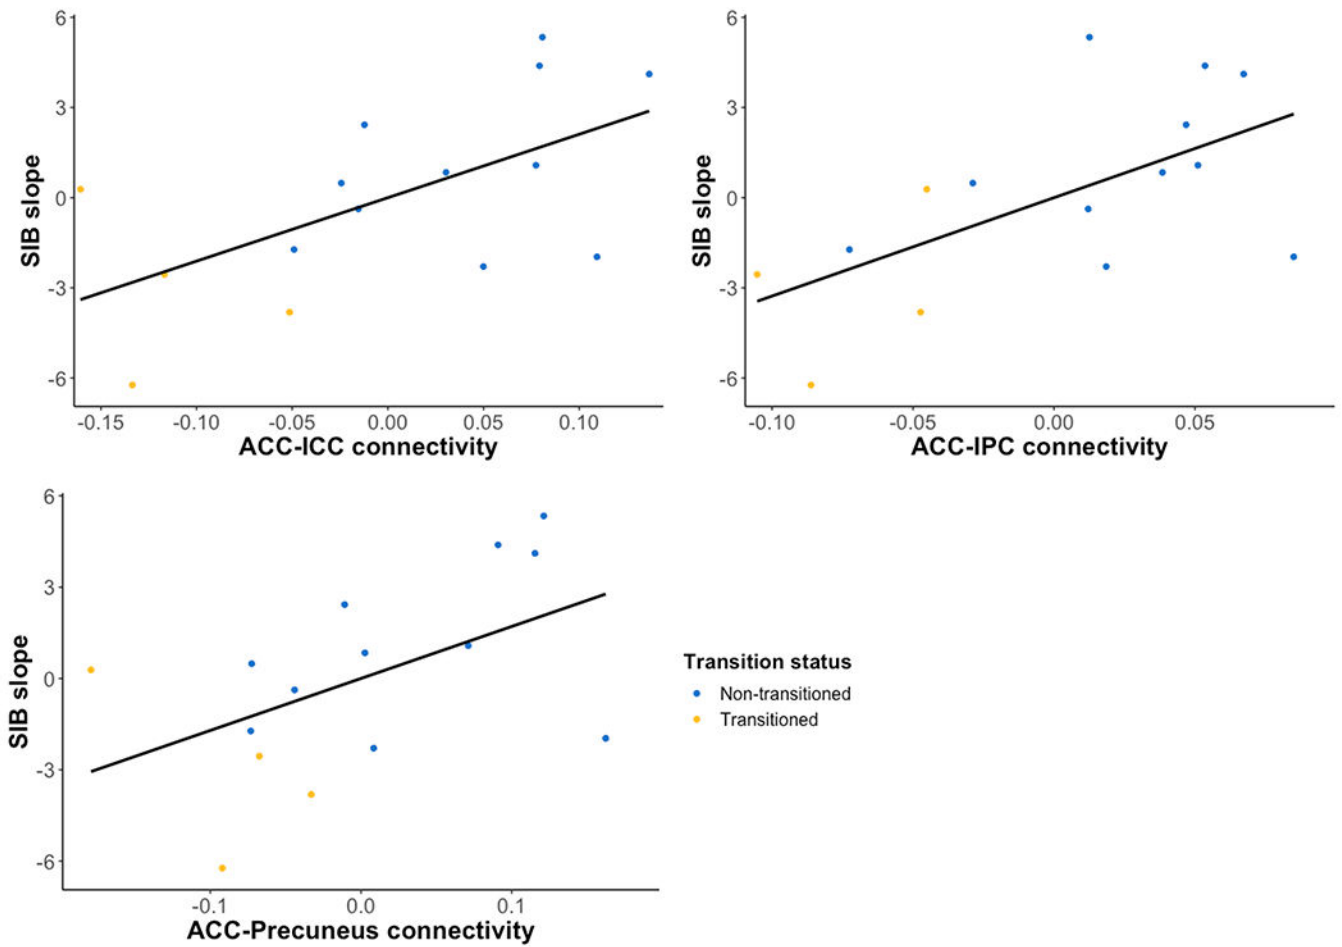 6
3
0
-3
-6
SIB slope
-0.15 -0.10 -0.05 0.00 0.05 0.10
ACC-ICC connectivity
6
3
0
-3
-6
SIB slope
-0.10 -0.05 0.00 0.05
ACC-IPC connectivity
6
3
0
-3
-6
SIB slope
-0.1 0.0 0.1
ACC-Precuneus connectivity
Transition status
Non-transitioned
Transitioned